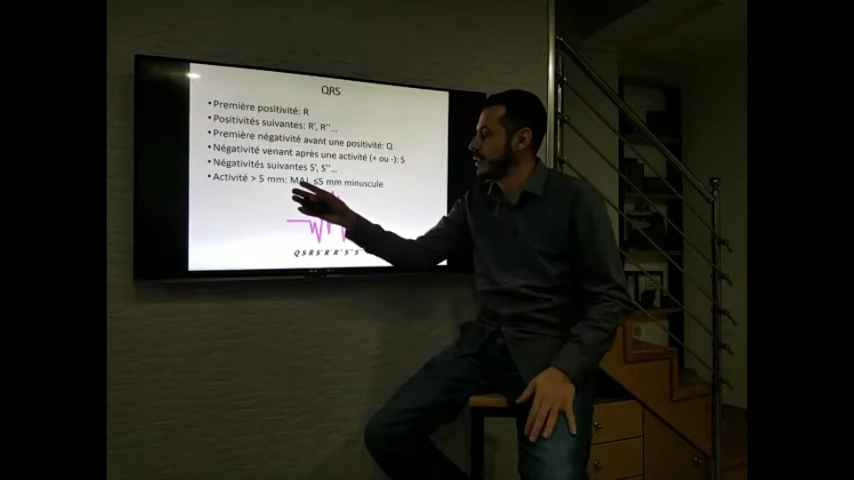 QRS
• Première positivité: R
• Positivités suivantes: R', R''...
• Première négativité avant une positivité: Q
• Négativité venant après une activité (+ ou -): S
• Négativités suivantes S', S''...
• Activité > 5 mm: MAJ, ≤5 mm minuscule
Q S R S' R' R'' S'' S'''